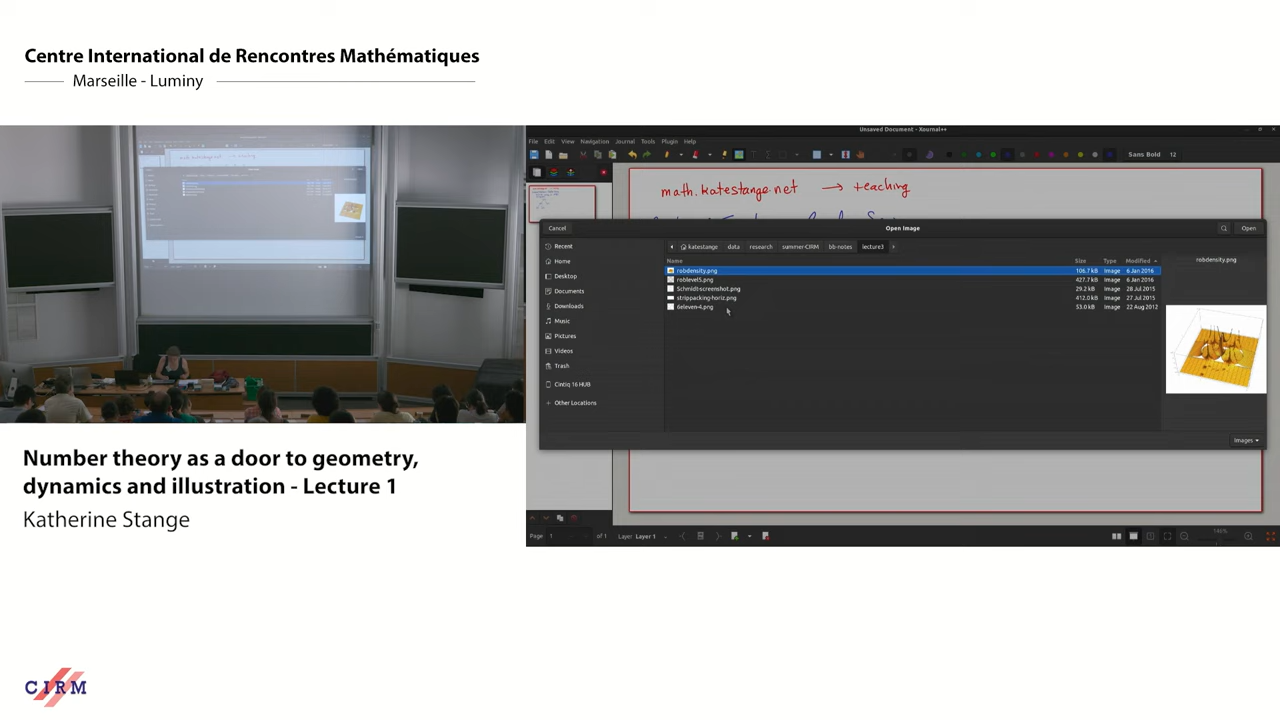 Centre International de Rencontres Mathématiques
Marseille - Luminy
Unsaved Document - Xournal++
File Edit View Navigation Journal Tools Plugin Help
Sans Bold 12
math.katestange.net → teaching
Cancel Open Image Open
katestange data research summer-CIRM bb-notes lecture3
Recent
Home
Desktop
Documents
Downloads
Music
Pictures
Videos
Trash
Cintiq 16 HUB
Other Locations
Name Size Type Modified
robdensity.png 106.7 kB Image 6 Jan 2016
roblevel5.png 427.7 kB Image 6 Jan 2016
Schmidt-screenshot.png 29.2 kB Image 28 Jul 2015
strippacking-horiz.png 412.0 kB Image 27 Jul 2015
6eleven-4.png 53.0 kB Image 22 Aug 2012
robdensity.png
Images
Page 1 of 1 Layer Layer 1
146%
Number theory as a door to geometry,
dynamics and illustration - Lecture 1
Katherine Stange
CIRM